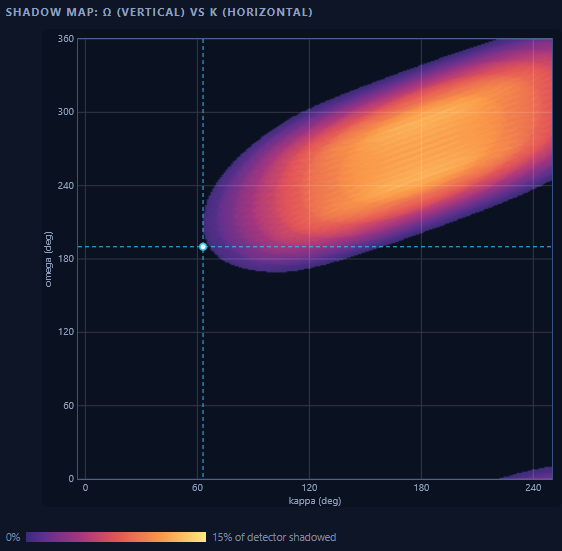 SHADOW MAP: Ω (VERTICAL) VS Κ (HORIZONTAL)
360
300
240
180
120
60
0
omega (deg)
0 60 120 180 240
kappa (deg)
0% 15% of detector shadowed